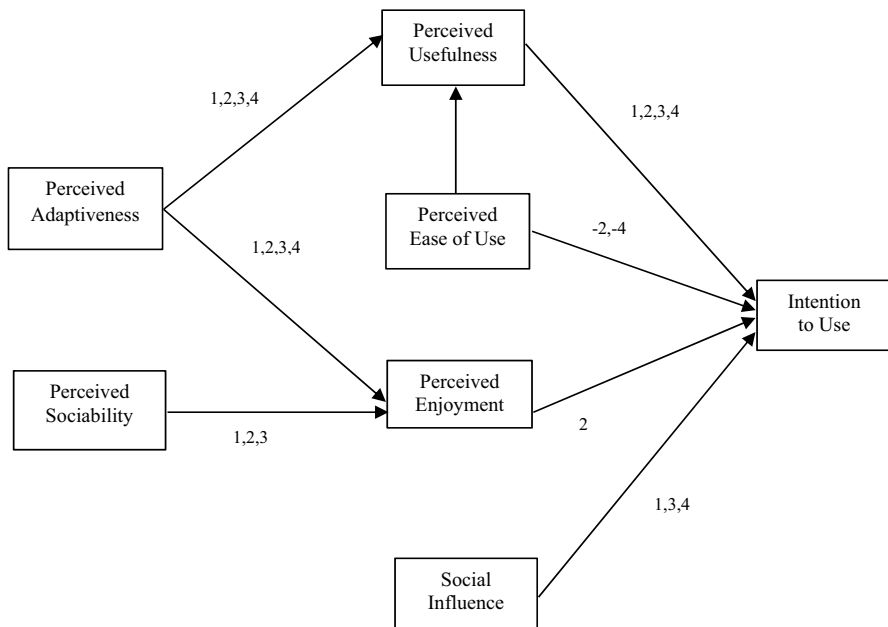 Perceived
Usefulness
1,2,3,4
1,2,3,4
Perceived
Adaptiveness
Perceived
Ease of Use
-2,-4
1,2,3,4
Intention
to Use
Perceived
Sociability
Perceived
Enjoyment
1,2,3
2
1,3,4
Social
Influence